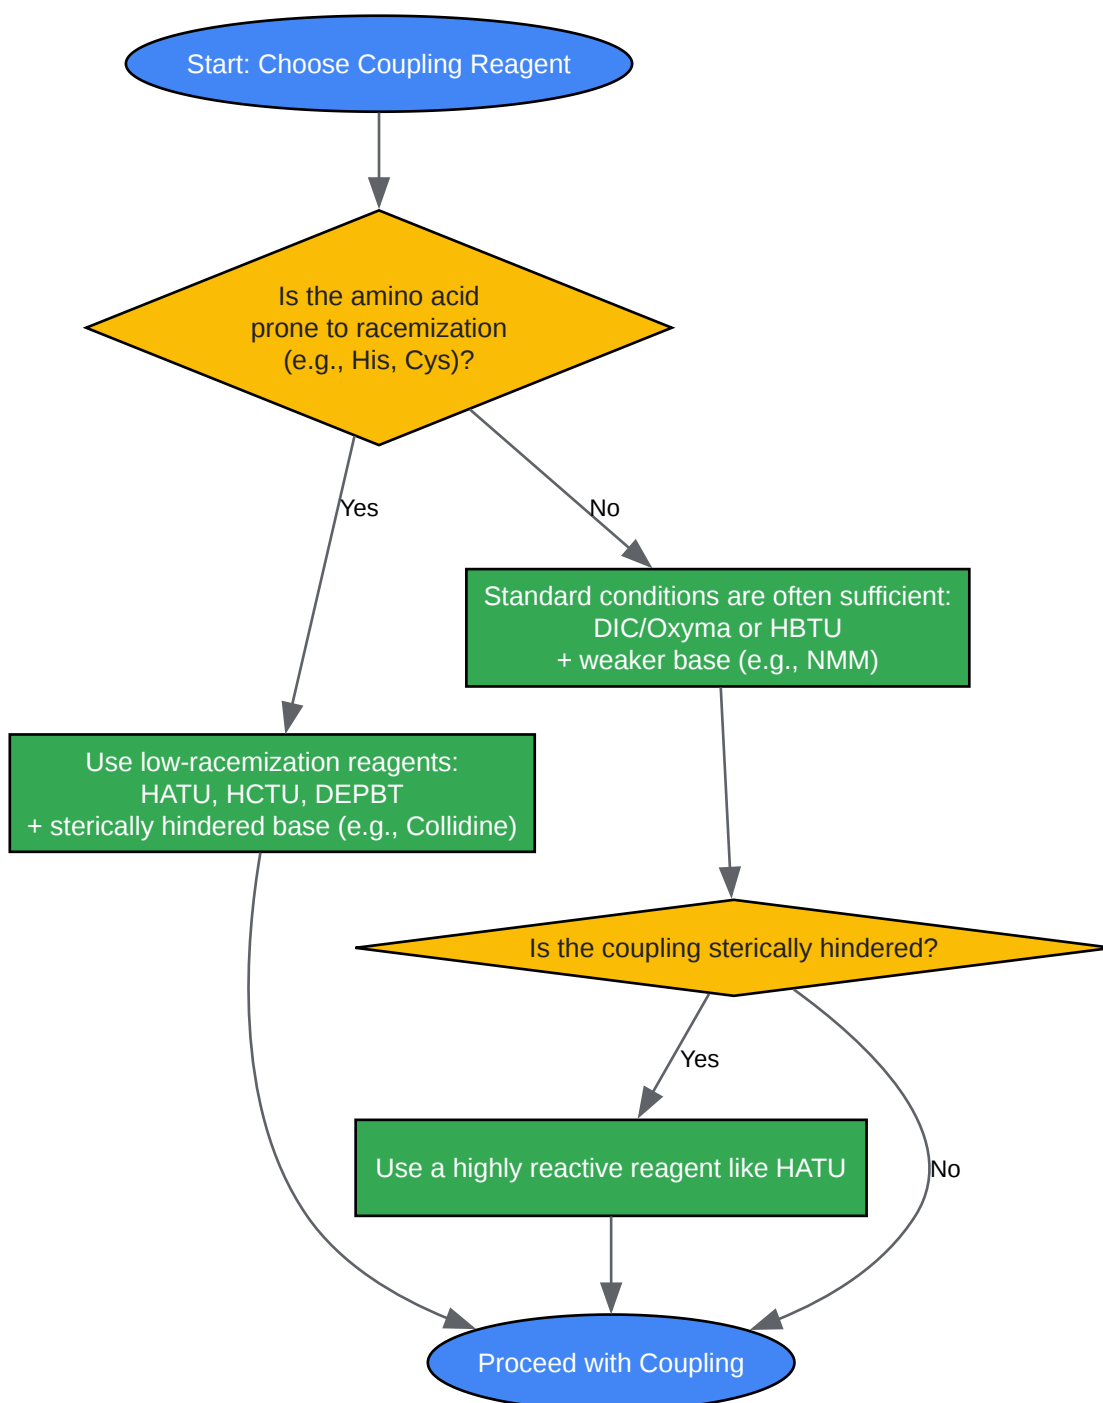 Start: Choose Coupling Reagent
Is the amino acid
prone to racemization
(e.g., His, Cys)?
Yes
No
Standard conditions are often sufficient:
DIC/Oxyma or HBTU
+ weaker base (e.g., NMM)
Use low-racemization reagents:
HATU, HCTU, DEPBT
+ sterically hindered base (e.g., Collidine)
Is the coupling sterically hindered?
Yes
No
Use a highly reactive reagent like HATU
Proceed with Coupling